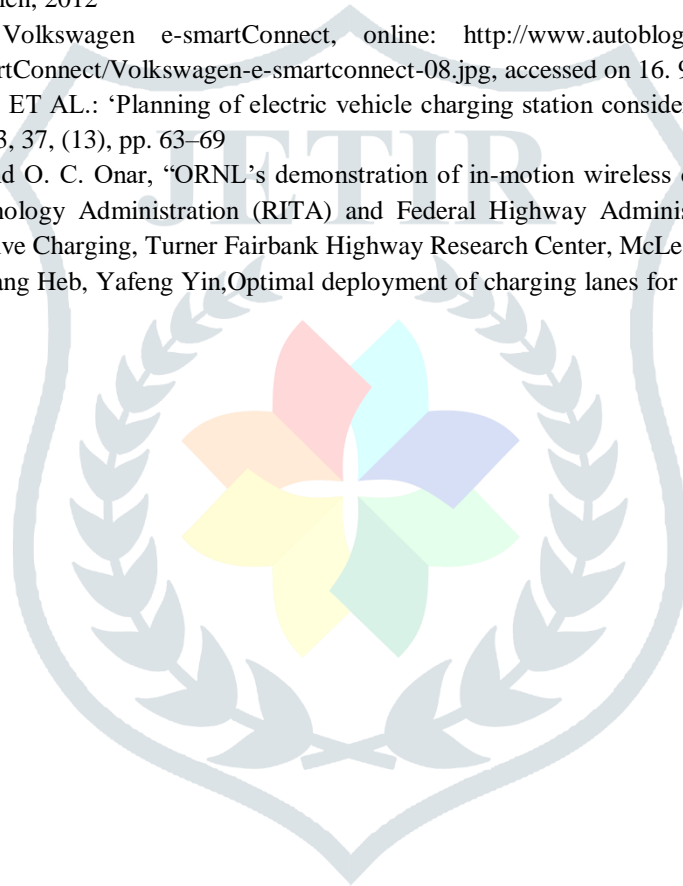 2012
Volkswagen e-smartConnect, online: http://www.autoblog
rtConnect/Volkswagen-e-smartconnect-08.jpg, accessed on 16. 9
ET AL.: ‘Planning of electric vehicle charging station conside
3, 37, (13), pp. 63–69
nd O. C. Onar, “ORNL’s demonstration of in-motion wireless
nology Administration (RITA) and Federal Highway Adminis
ive Charging, Turner Fairbank Highway Research Center, McLe
ang Heb, Yafeng Yin,Optimal deployment of charging lanes for
JETIR